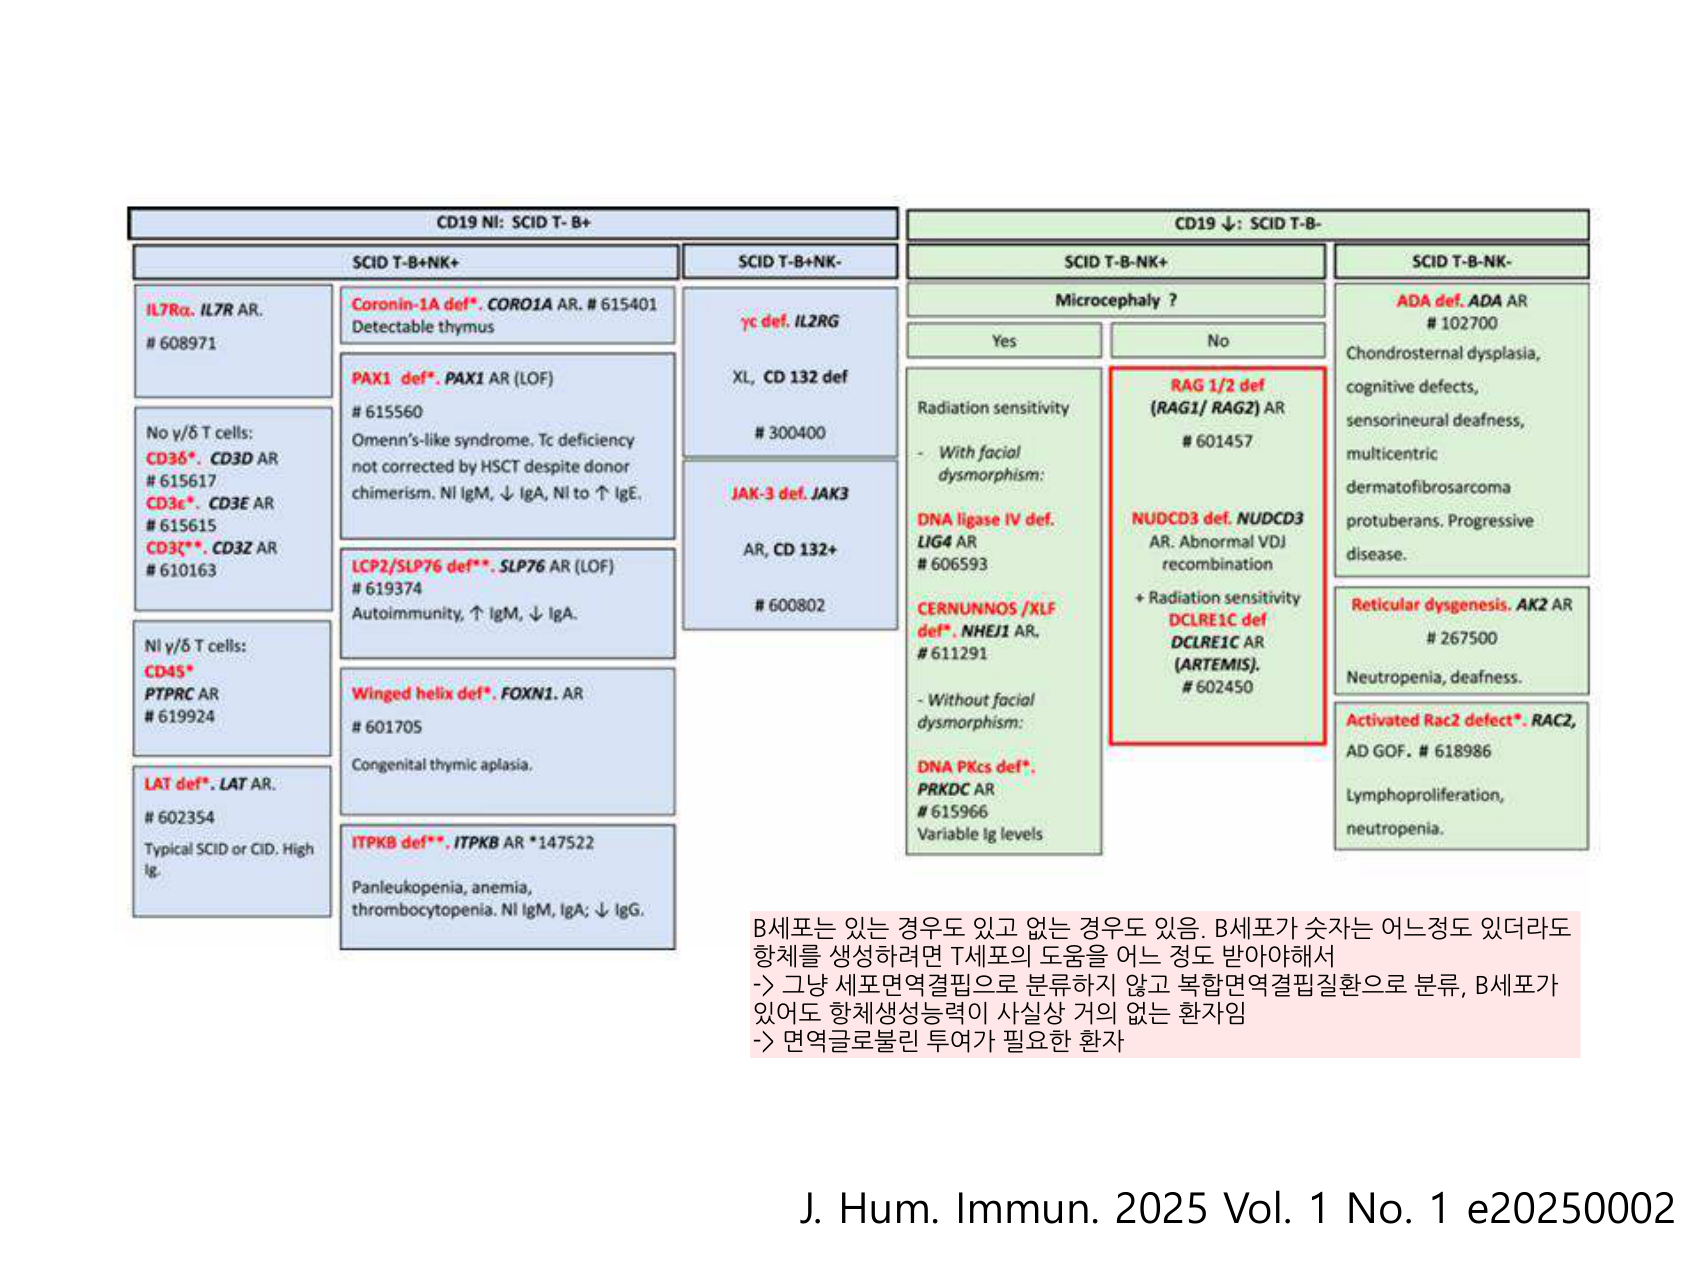 CD19 Nl: SCID T- B+
SCID T-B+NK+
SCID T-B+NK-
IL7Rα. IL7R AR.
# 608971
No γ/δ T cells:
CD3δ*. CD3D AR
# 615617
CD3ε*. CD3E AR
# 615615
CD3ζ**. CD3Z AR
# 610163
Nl γ/δ T cells:
CD45*
PTPRC AR
# 619924
LAT def*. LAT AR.
# 602354
Typical SCID or CID. High
Ig.
Coronin-1A def*. CORO1A AR. # 615401
Detectable thymus
PAX1 def*. PAX1 AR (LOF)
# 615560
Omenn's-like syndrome. Tc deficiency
not corrected by HSCT despite donor
chimerism. Nl IgM, ↓ IgA, Nl to ↑ IgE.
LCP2/SLP76 def**. SLP76 AR (LOF)
# 619374
Autoimmunity, ↑ IgM, ↓ IgA.
Winged helix def*. FOXN1. AR
# 601705
Congenital thymic aplasia.
ITPKB def**. ITPKB AR *147522
Panleukopenia, anemia,
thrombocytopenia. Nl IgM, IgA; ↓ IgG.
γc def. IL2RG
XL, CD 132 def
# 300400
JAK-3 def. JAK3
AR, CD 132+
# 600802
CD19 ↓: SCID T-B-
SCID T-B-NK+
SCID T-B-NK-
Microcephaly ?
Yes
No
Radiation sensitivity
- With facial
dysmorphism:
DNA ligase IV def.
LIG4 AR
# 606593
CERNUNNOS /XLF
def*. NHEJ1 AR.
# 611291
- Without facial
dysmorphism:
DNA PKcs def*.
PRKDC AR
# 615966
Variable Ig levels
RAG 1/2 def
(RAG1/ RAG2) AR
# 601457
NUDCD3 def. NUDCD3
AR. Abnormal VDJ
recombination
+ Radiation sensitivity
DCLRE1C def
DCLRE1C AR
(ARTEMIS).
# 602450
ADA def. ADA AR
# 102700
Chondrosternal dysplasia,
cognitive defects,
sensorineural deafness,
multicentric
dermatofibrosarcoma
protuberans. Progressive
disease.
Reticular dysgenesis. AK2 AR
# 267500
Neutropenia, deafness.
Activated Rac2 defect*. RAC2,
AD GOF. # 618986
Lymphoproliferation,
neutropenia.
B세포는 있는 경우도 있고 없는 경우도 있음. B세포가 숫자는 어느정도 있더라도
항체를 생성하려면 T세포의 도움을 어느 정도 받아야해서
-> 그냥 세포면역결핍으로 분류하지 않고 복합면역결핍질환으로 분류, B세포가
있어도 항체생성능력이 사실상 거의 없는 환자임
-> 면역글로불린 투여가 필요한 환자
J. Hum. Immun. 2025 Vol. 1 No. 1 e20250002